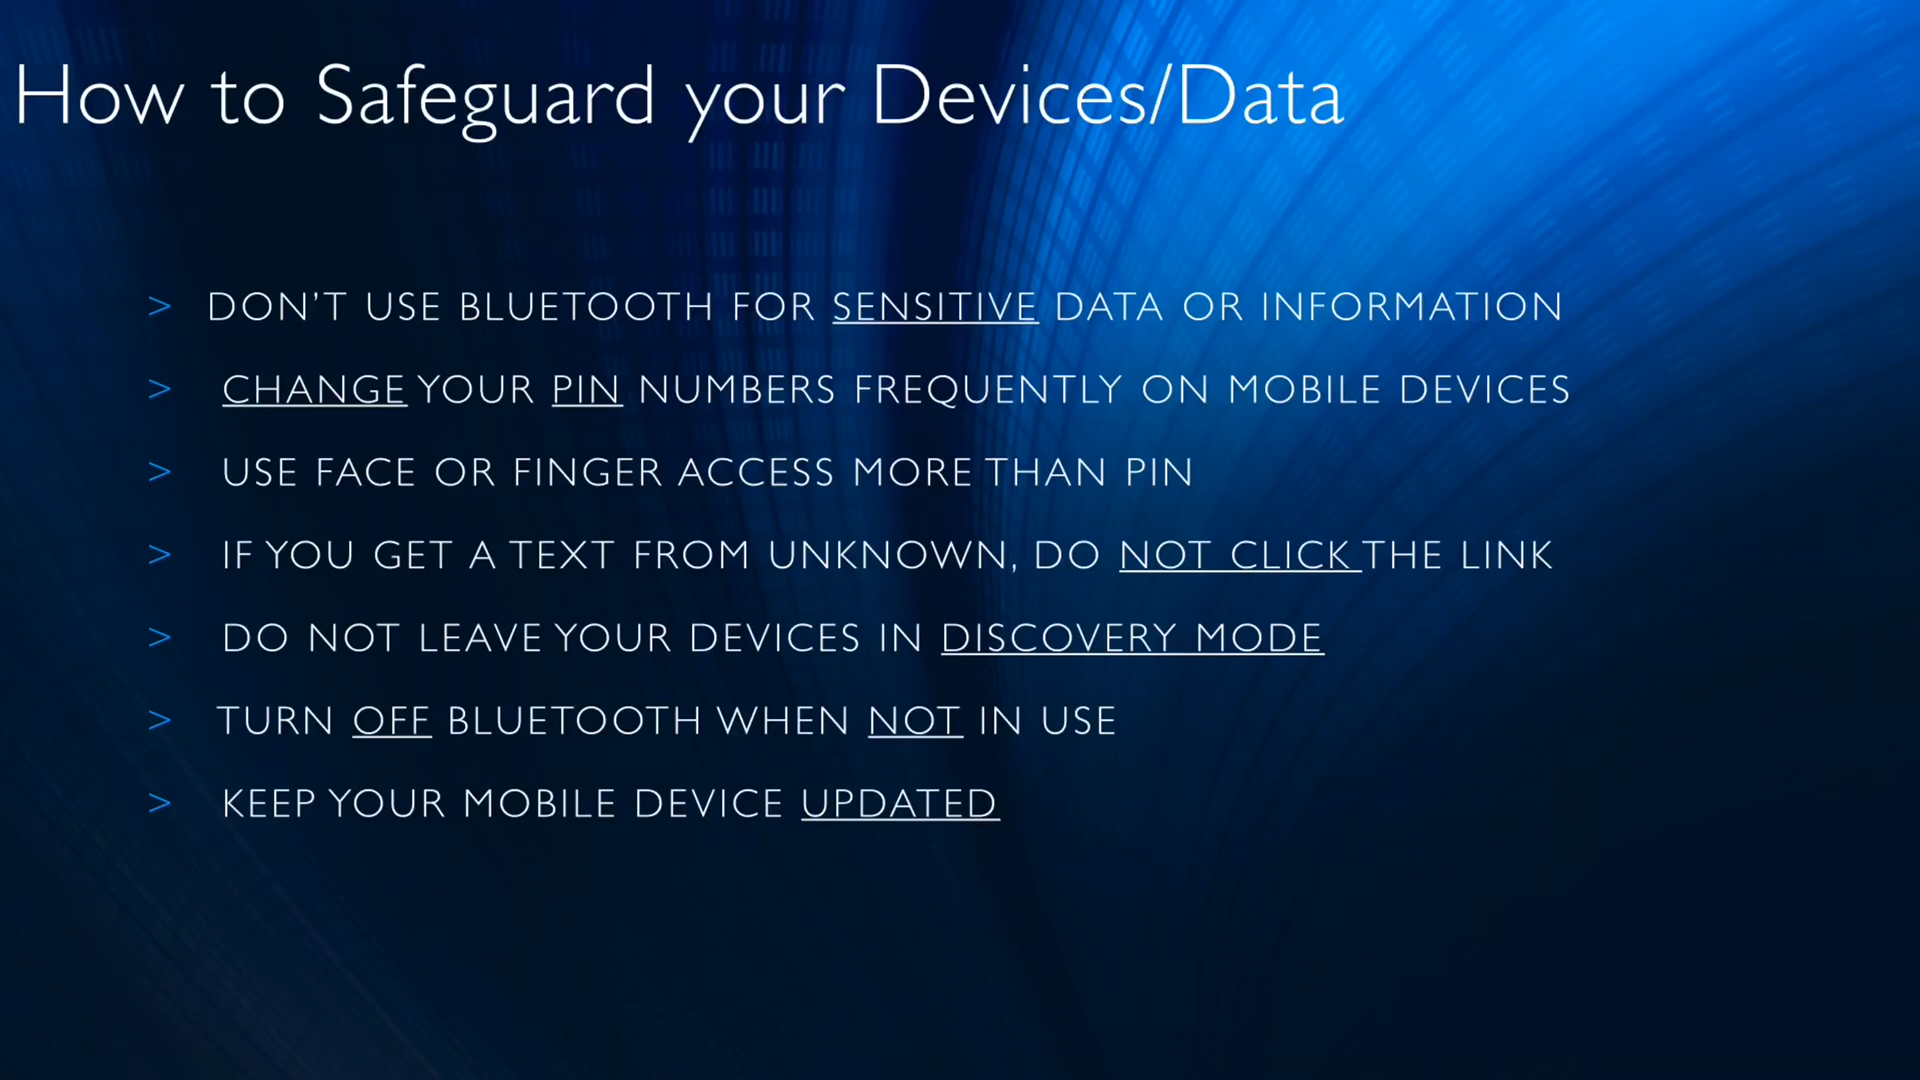 How to Safeguard your Devices/Data
> DON'T USE BLUETOOTH FOR SENSITIVE DATA OR INFORMATION
> CHANGE YOUR PIN NUMBERS FREQUENTLY ON MOBILE DEVICES
> USE FACE OR FINGER ACCESS MORE THAN PIN
> IF YOU GET A TEXT FROM UNKNOWN, DO NOT CLICK THE LINK
> DO NOT LEAVE YOUR DEVICES IN DISCOVERY MODE
> TURN OFF BLUETOOTH WHEN NOT IN USE
> KEEP YOUR MOBILE DEVICE UPDATED